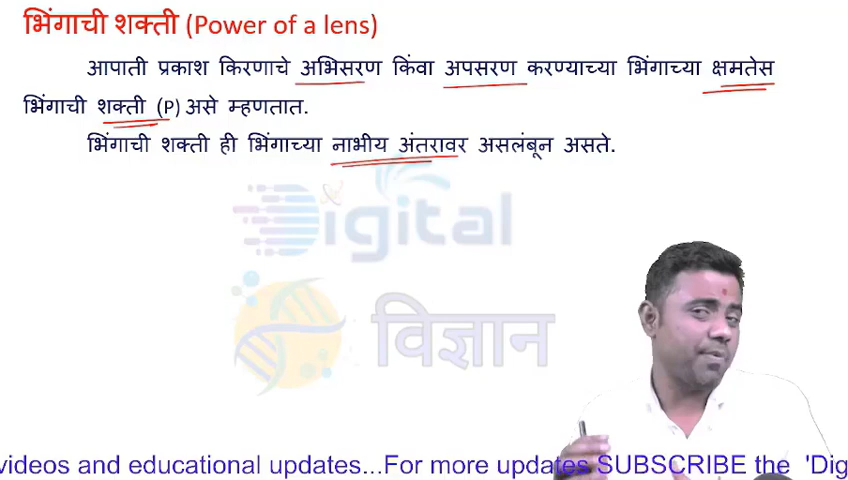 भिंगाची शक्ती (Power of a lens)
आपाती प्रकाश किरणाचे अभिसरण किंवा अपसरण करण्याच्या भिंगाच्या क्षमतेस
भिंगाची शक्ती (P) असे म्हणतात.
भिंगाची शक्ती ही भिंगाच्या नाभीय अंतरावर असलंबून असते.
Digital
विज्ञान
videos and educational updates...For more updates SUBSCRIBE the 'Dig